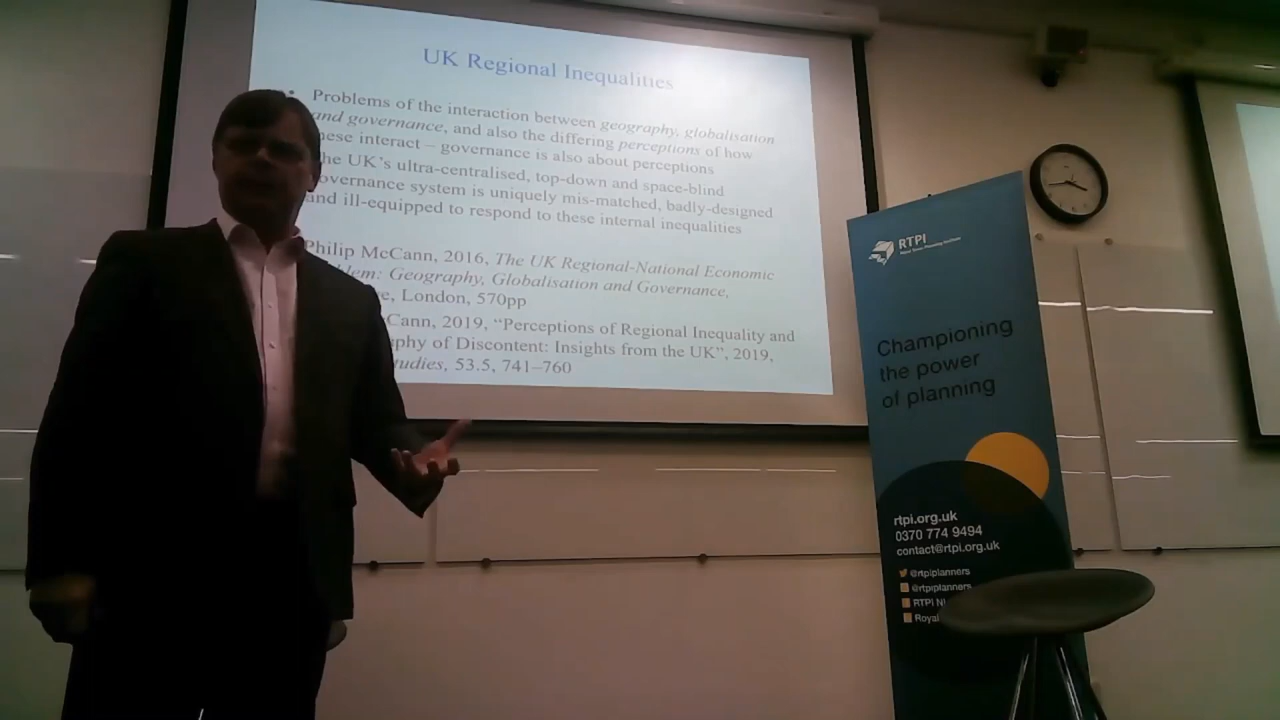 UK Regional Inequalities
• Problems of the interaction between geography, globalisation
and governance, and also the differing perceptions of how
hese interact – governance is also about perceptions
he UK's ultra-centralised, top-down and space-blind
overnance system is uniquely mis-matched, badly-designed
and ill-equipped to respond to these internal inequalities
Philip McCann, 2016, The UK Regional-National Economic
blem: Geography, Globalisation and Governance,
e, London, 570pp
cCann, 2019, “Perceptions of Regional Inequality and
aphy of Discontent: Insights from the UK”, 2019,
tudies, 53.5, 741–760
RTPI
Championing
the power
of planning
rtpi.org.uk
0370 774 9494
contact@rtpi.org.uk
@rtpiplanners
@rtpiplanners
RTPI
Royal